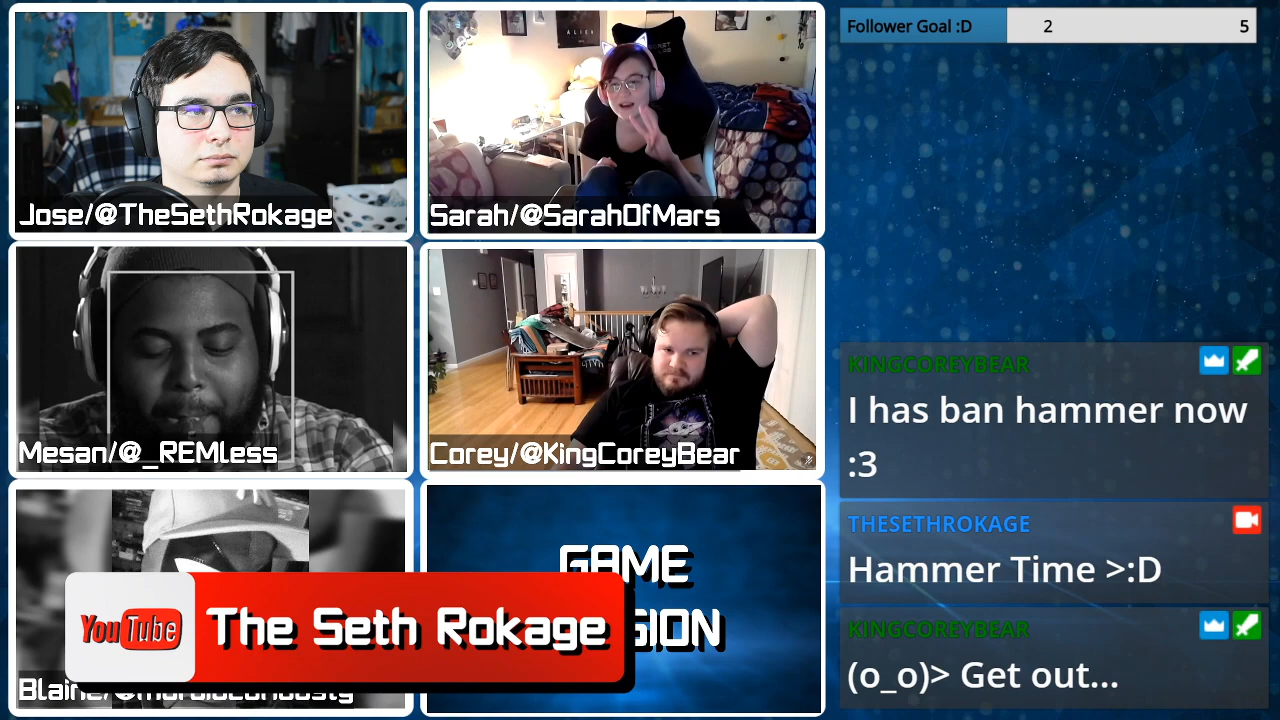 Follower Goal :D 2 5
ALIEN
Jose/@TheSethRokage
Sarah/@SarahOfMars
Mesan/@_REMless
Corey/@KingCoreyBear
GAME
YouTube The Seth Rokage
KINGCOREYBEAR
I has ban hammer now
:3
THESETHROKAGE
Hammer Time >:D
KINGCOREYBEAR
(o_o)> Get out...